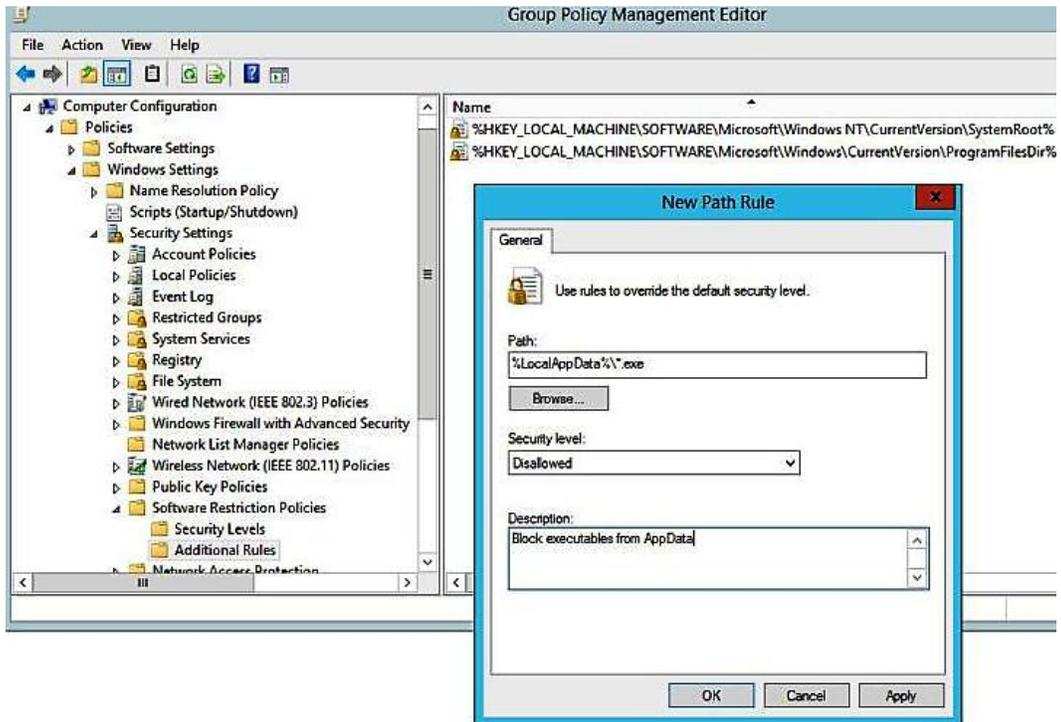 Group Policy Management Editor
File Action View Help
Computer Configuration
Policies
Software Settings
Windows Settings
Name Resolution Policy
Scripts (Startup/Shutdown)
Security Settings
Account Policies
Local Policies
Event Log
Restricted Groups
System Services
Registry
File System
Wired Network (IEEE 802.3) Policies
Windows Firewall with Advanced Security
Network List Manager Policies
Wireless Network (IEEE 802.11) Policies
Public Key Policies
Software Restriction Policies
Security Levels
Additional Rules
Network Access Protection
Name
%HKEY_LOCAL_MACHINE\SOFTWARE\Microsoft\Windows NT\CurrentVersion\SystemRoot%
%HKEY_LOCAL_MACHINE\SOFTWARE\Microsoft\Windows\CurrentVersion\ProgramFilesDir%
New Path Rule
General
Use rules to override the default security level.
Path:
%LocalAppData%\*.exe
Browse...
Security level:
Disallowed
Description:
Block executables from AppData
OK Cancel Apply